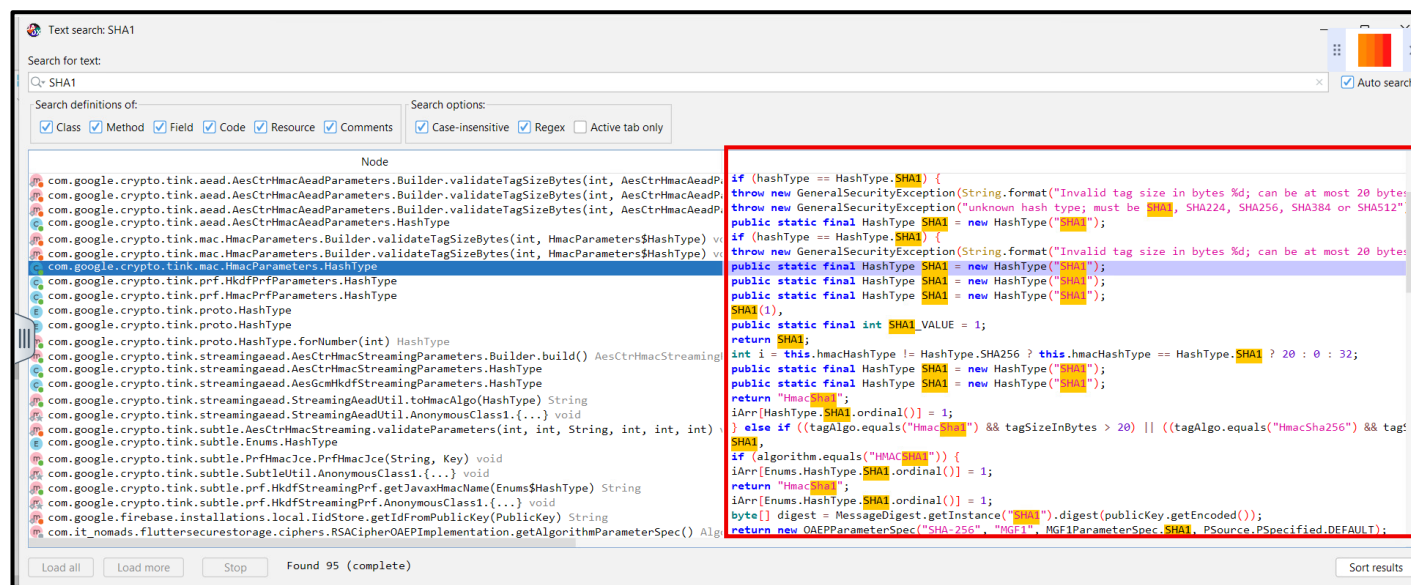 Text search: SHA1
Search for text:
SHA1
Auto search
Search definitions of:
Search options:
Class Method Field Code Resource Comments
Case-insensitive Regex Active tab only
Node
com.google.crypto.tink.aead.AesCtrHmacAeadParameters.Builder.validateTagSizeBytes(int, AesCtrHmacAeadPa
if (hashType == HashType.SHA1) {
com.google.crypto.tink.aead.AesCtrHmacAeadParameters.Builder.validateTagSizeBytes(int, AesCtrHmacAeadPa
throw new GeneralSecurityException(String.format("Invalid tag size in bytes %d; can be at most 20 bytes
com.google.crypto.tink.aead.AesCtrHmacAeadParameters.Builder.validateTagSizeBytes(int, AesCtrHmacAeadPa
throw new GeneralSecurityException("unknown hash type; must be SHA1, SHA224, SHA256, SHA384 or SHA512"
com.google.crypto.tink.aead.AesCtrHmacAeadParameters.HashType
public static final HashType SHA1 = new HashType("SHA1");
com.google.crypto.tink.mac.HmacParameters.Builder.validateTagSizeBytes(int, HmacParameters$HashType) vo
if (hashType == HashType.SHA1) {
com.google.crypto.tink.mac.HmacParameters.Builder.validateTagSizeBytes(int, HmacParameters$HashType) vo
throw new GeneralSecurityException(String.format("Invalid tag size in bytes %d; can be at most 20 bytes
com.google.crypto.tink.mac.HmacParameters.HashType
public static final HashType SHA1 = new HashType("SHA1");
com.google.crypto.tink.prf.HkdfPrfParameters.HashType
public static final HashType SHA1 = new HashType("SHA1");
com.google.crypto.tink.prf.HmacPrfParameters.HashType
public static final HashType SHA1 = new HashType("SHA1");
com.google.crypto.tink.proto.HashType
SHA1(1),
com.google.crypto.tink.proto.HashType
public static final int SHA1_VALUE = 1;
com.google.crypto.tink.proto.HashType.forNumber(int) HashType
return SHA1;
com.google.crypto.tink.streamingaead.AesCtrHmacStreamingParameters.Builder.build() AesCtrHmacStreaming
int i = this.hmacHashType != HashType.SHA256 ? this.hmacHashType == HashType.SHA1 ? 20 : 0 : 32;
com.google.crypto.tink.streamingaead.AesCtrHmacStreamingParameters.HashType
public static final HashType SHA1 = new HashType("SHA1");
com.google.crypto.tink.streamingaead.AesGcmHkdfStreamingParameters.HashType
public static final HashType SHA1 = new HashType("SHA1");
com.google.crypto.tink.streamingaead.StreamingAeadUtil.toHmacAlgo(HashType) String
return "HmacSha1";
com.google.crypto.tink.streamingaead.StreamingAeadUtil.AnonymousClass1.{...} void
iArr[HashType.SHA1.ordinal()] = 1;
com.google.crypto.tink.subtle.AesCtrHmacStreaming.validateParameters(int, int, String, int, int, int) v
} else if ((tagAlgo.equals("HmacSha1") && tagSizeInBytes > 20) || ((tagAlgo.equals("HmacSha256") && tagS
com.google.crypto.tink.subtle.Enums.HashType
SHA1,
com.google.crypto.tink.subtle.PrfHmacJce.PrfHmacJce(String, Key) void
if (algorithm.equals("HMACSHA1")) {
com.google.crypto.tink.subtle.SubtleUtil.AnonymousClass1.{...} void
iArr[Enums.HashType.SHA1.ordinal()] = 1;
com.google.crypto.tink.subtle.prf.HkdfStreamingPrf.getJavaxHmacName(Enums$HashType) String
return "HmacSha1";
com.google.crypto.tink.subtle.prf.HkdfStreamingPrf.AnonymousClass1.{...} void
iArr[Enums.HashType.SHA1.ordinal()] = 1;
com.google.firebase.installations.local.IidStore.getIdFromPublicKey(PublicKey) String
byte[] digest = MessageDigest.getInstance("SHA1").digest(publicKey.getEncoded());
com.it_nomads.fluttersecurestorage.ciphers.RSACipherOAEPImplementation.getAlgorithmParameterSpec() Algo
return new OAEPParameterSpec("SHA-256", "MGF1", MGF1ParameterSpec.SHA1, PSource.PSpecified.DEFAULT);
Load all Load more Stop Found 95 (complete)
Sort results